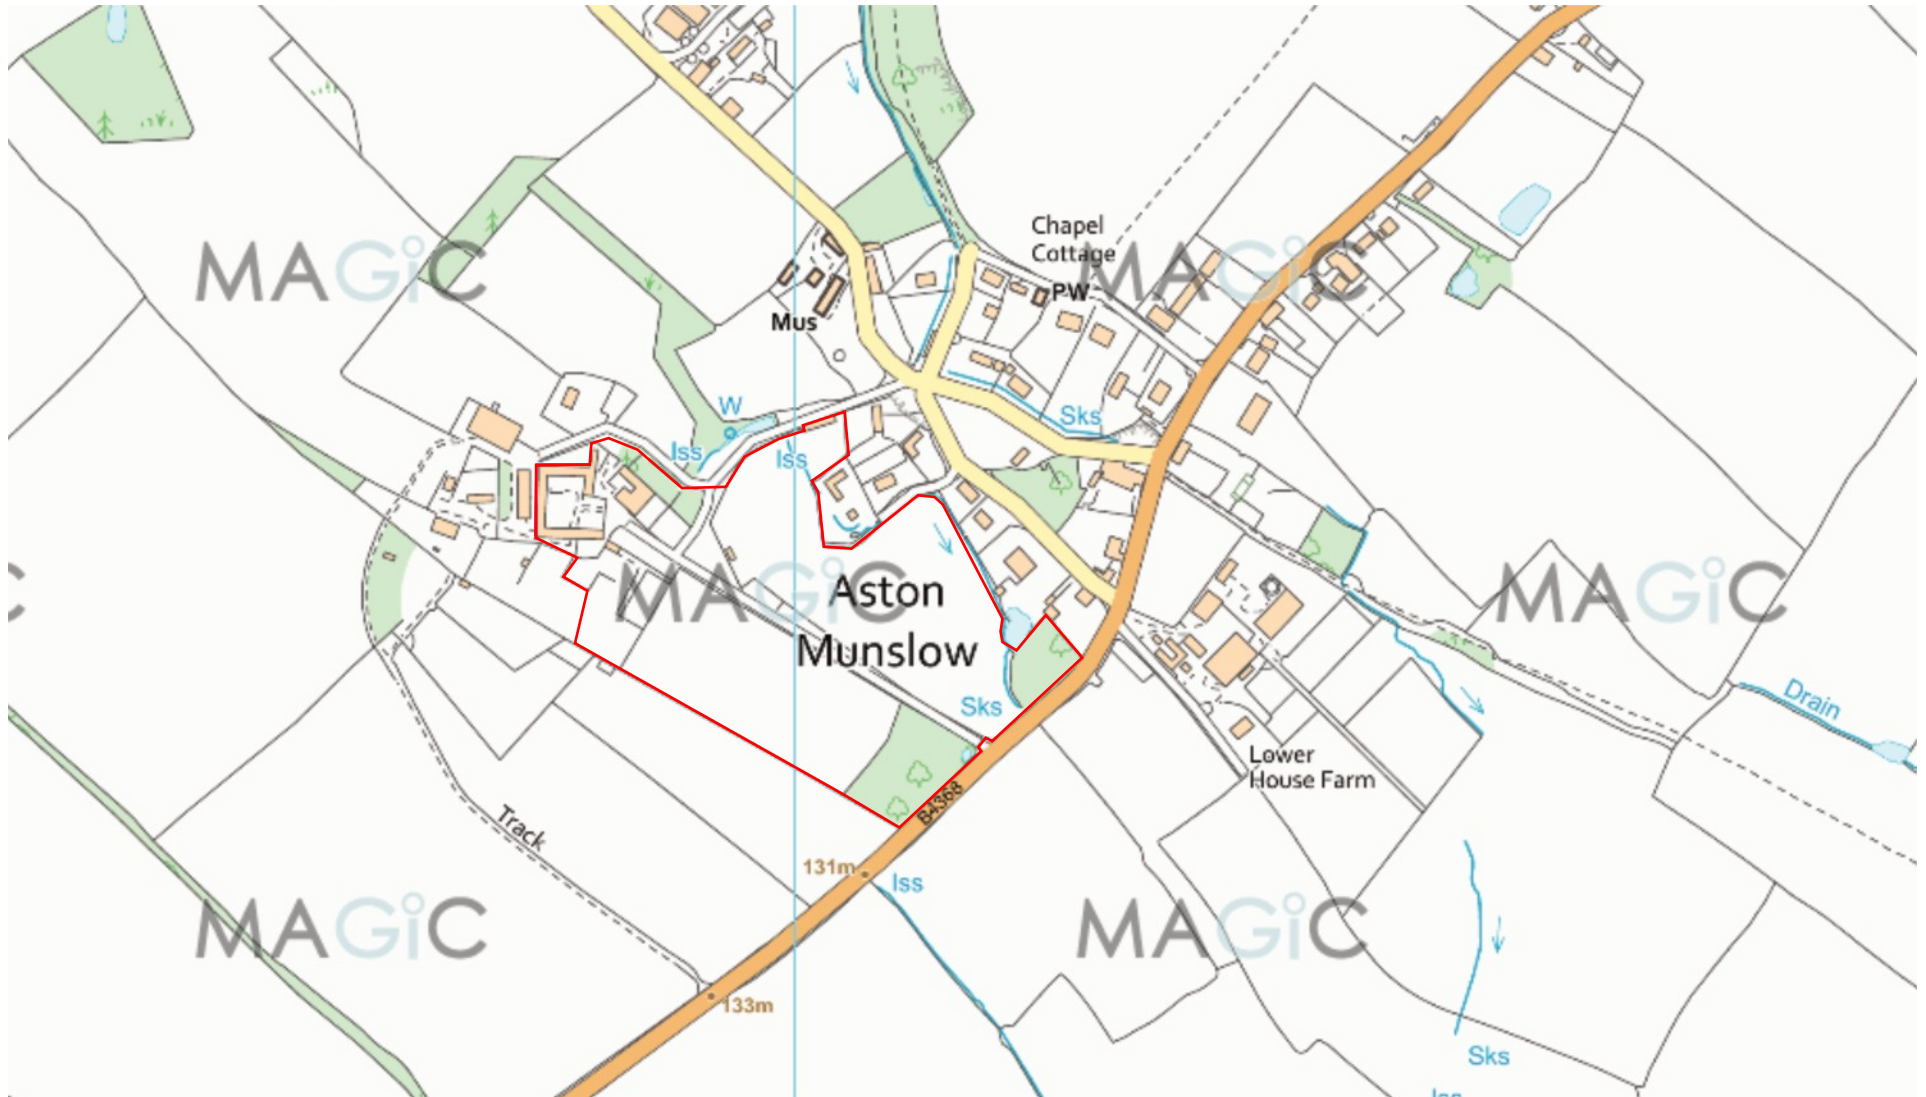 Chapel
Cottage
MAGiC
MAGiC
PW
Mus
W
Sks
Iss
Iss
MAGiC
Aston
Munslow
MAGiC
Sks
Drain
Lower
House Farm
B4368
Track
131m
Iss
MAGiC
MAGiC
133m
Sks
Iss